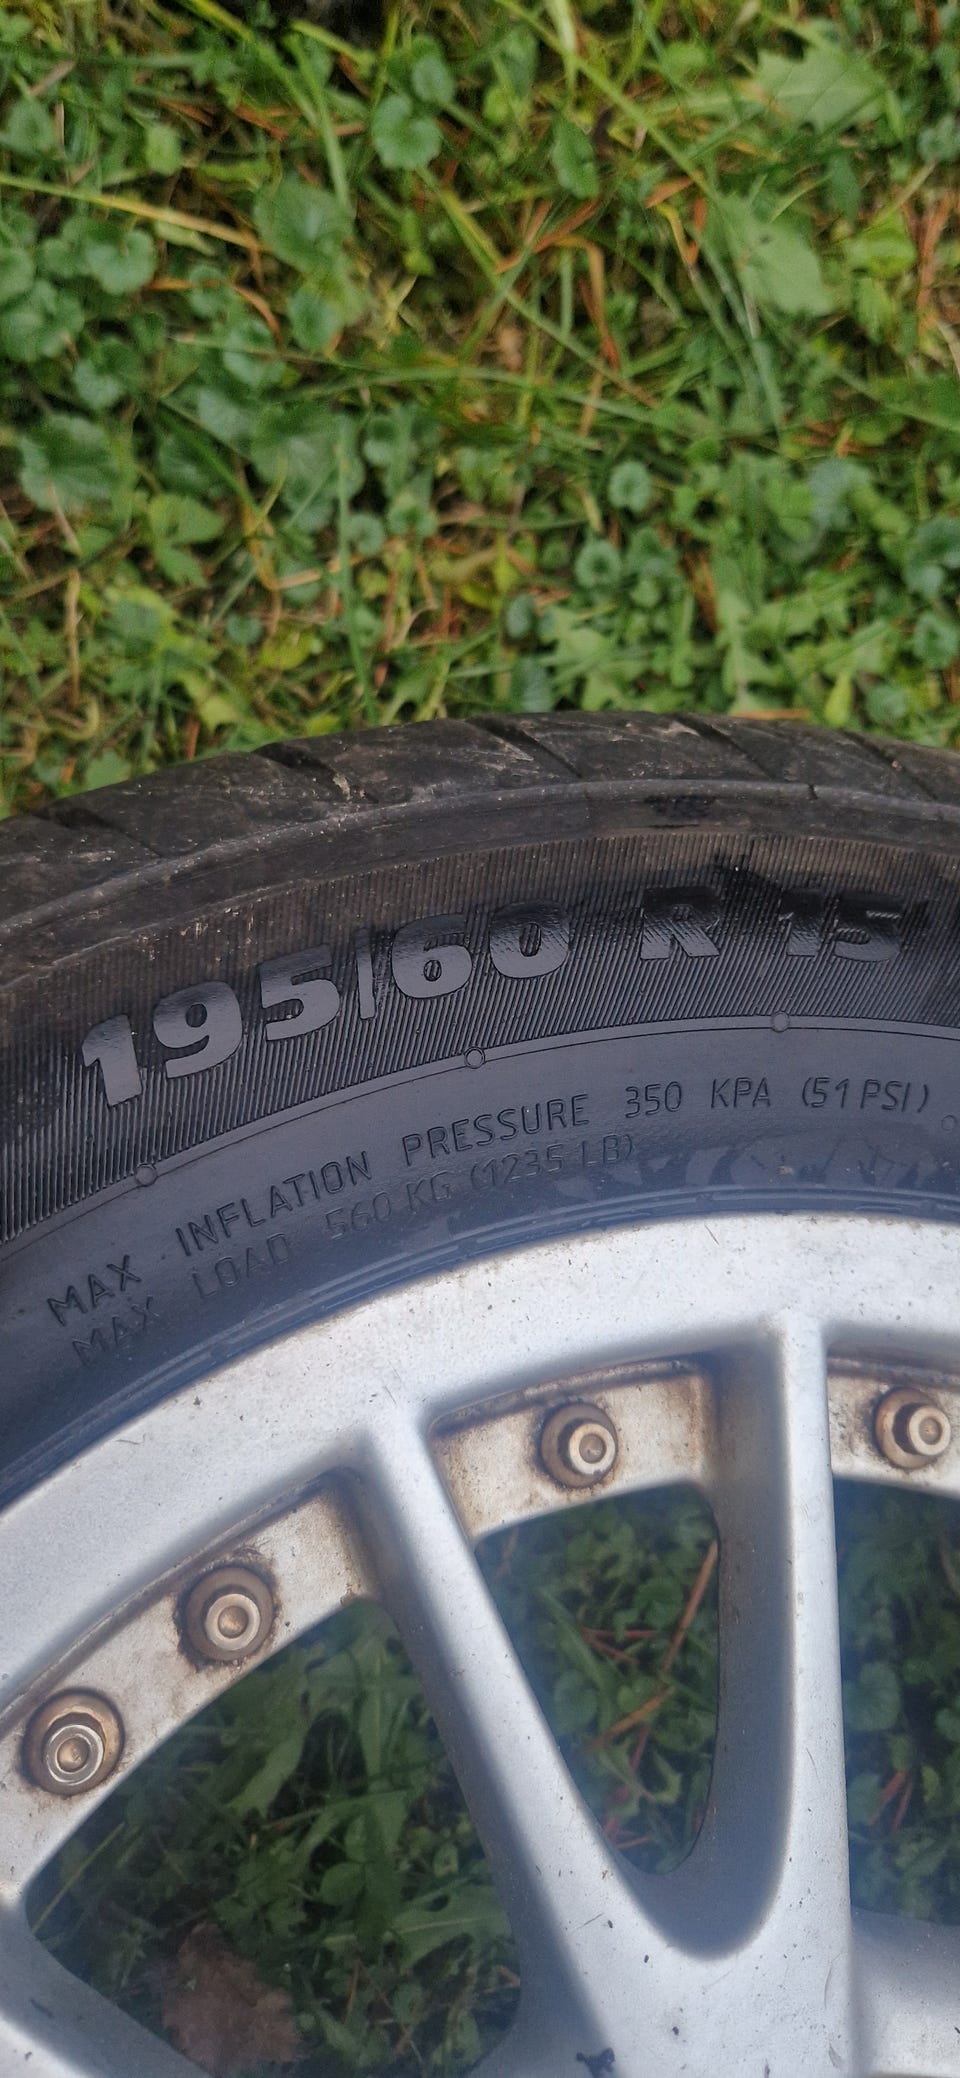 195/60 R 15
MAX INFLATION PRESSURE 350 KPA (51 PSI)
MAX LOAD 560 KG (1235 LB)